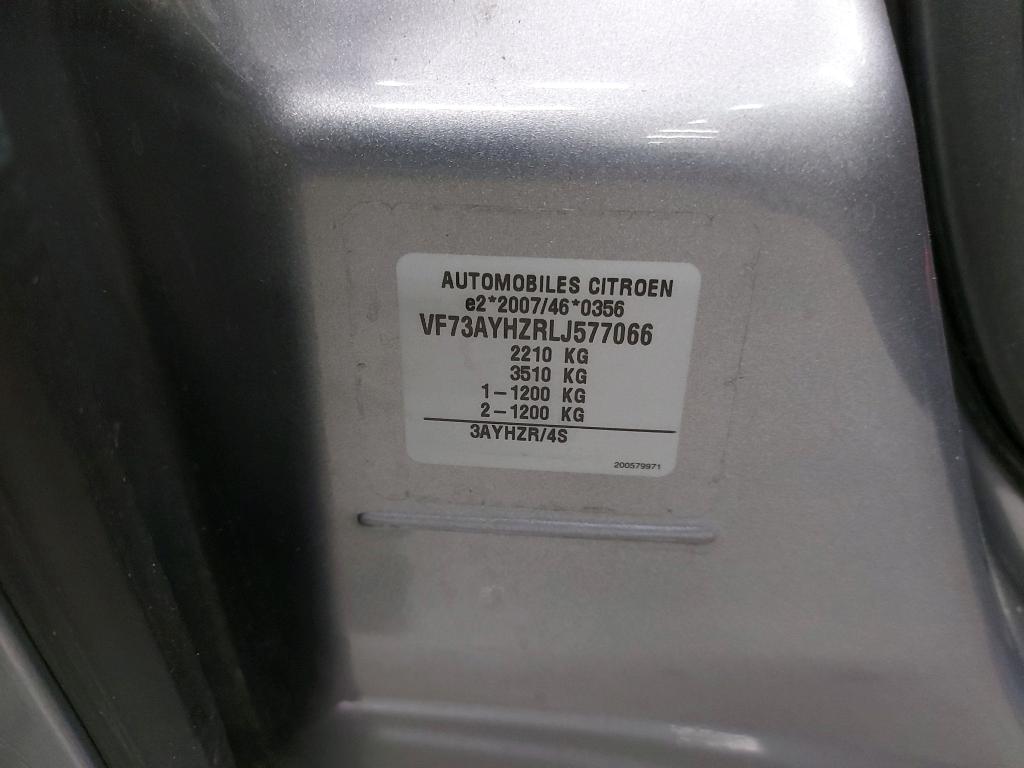 AUTOMOBILES CITROEN
e2*2007/46*0356
VF73AYHZRLJ577066
2210 KG
3510 KG
1-1200 KG
2-1200 KG
3AYHZR/4S
200579971